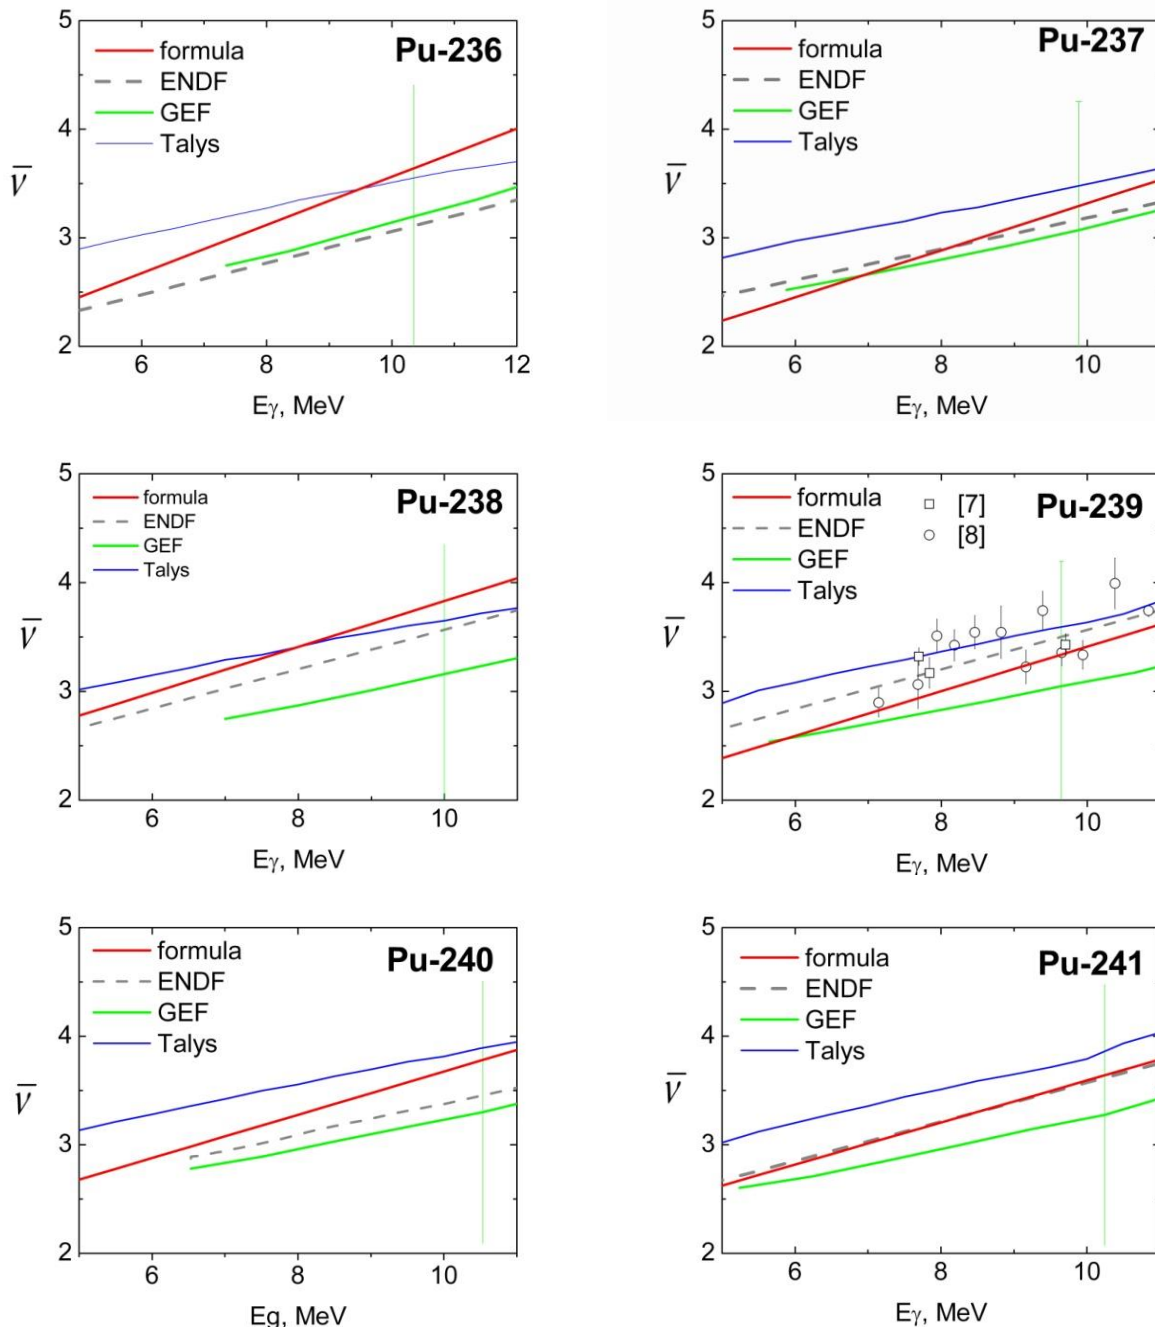 5
4
3
2
ν̅
formula
ENDF
GEF
Talys
Pu-236
6 8 10 12
Eγ, MeV
5
4
3
2
ν̅
formula
ENDF
GEF
Talys
Pu-237
6 8 10
Eγ, MeV
5
4
3
2
ν̅
formula
ENDF
GEF
Talys
Pu-238
6 8 10
Eγ, MeV
5
4
3
2
ν̅
formula
ENDF
GEF
Talys
[7]
[8]
Pu-239
6 8 10
Eγ, MeV
5
4
3
2
ν̅
formula
ENDF
GEF
Talys
Pu-240
6 8 10
Eg, MeV
5
4
3
2
ν̅
formula
ENDF
GEF
Talys
Pu-241
6 8 10
Eγ, MeV